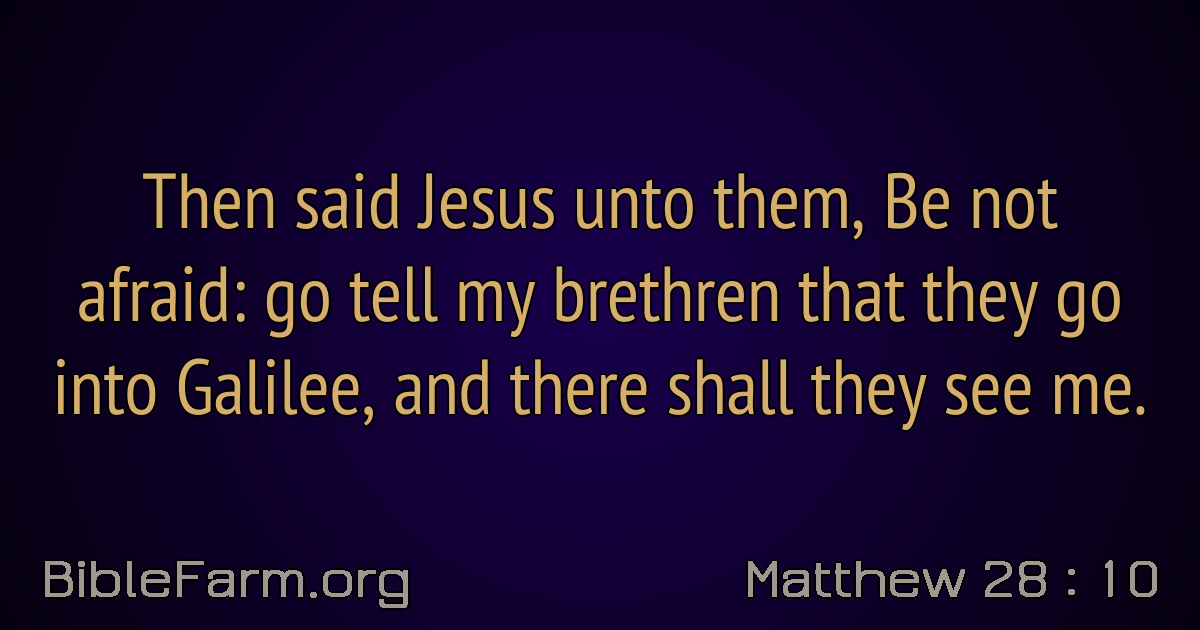 Then said Jesus unto them, Be not
afraid: go tell my brethren that they go
into Galilee, and there shall they see me.
BibleFarm.org
Matthew 28 : 10